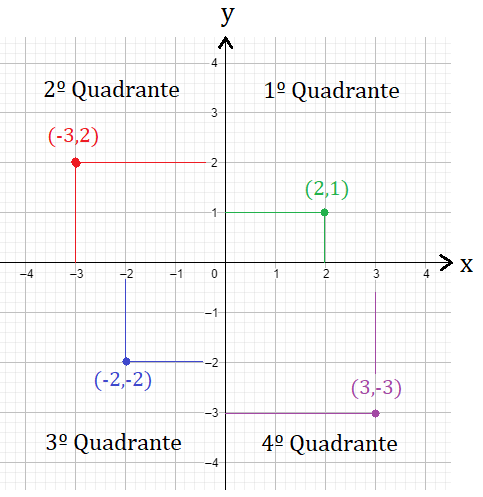 y
4
2º Quadrante 1º Quadrante
3
(-3,2)
2
(2,1)
1
x
−4 −3 −2 −1 0 1 2 3 4
−1
−2
(-2,-2) (3,-3)
−3
3º Quadrante 4º Quadrante
−4